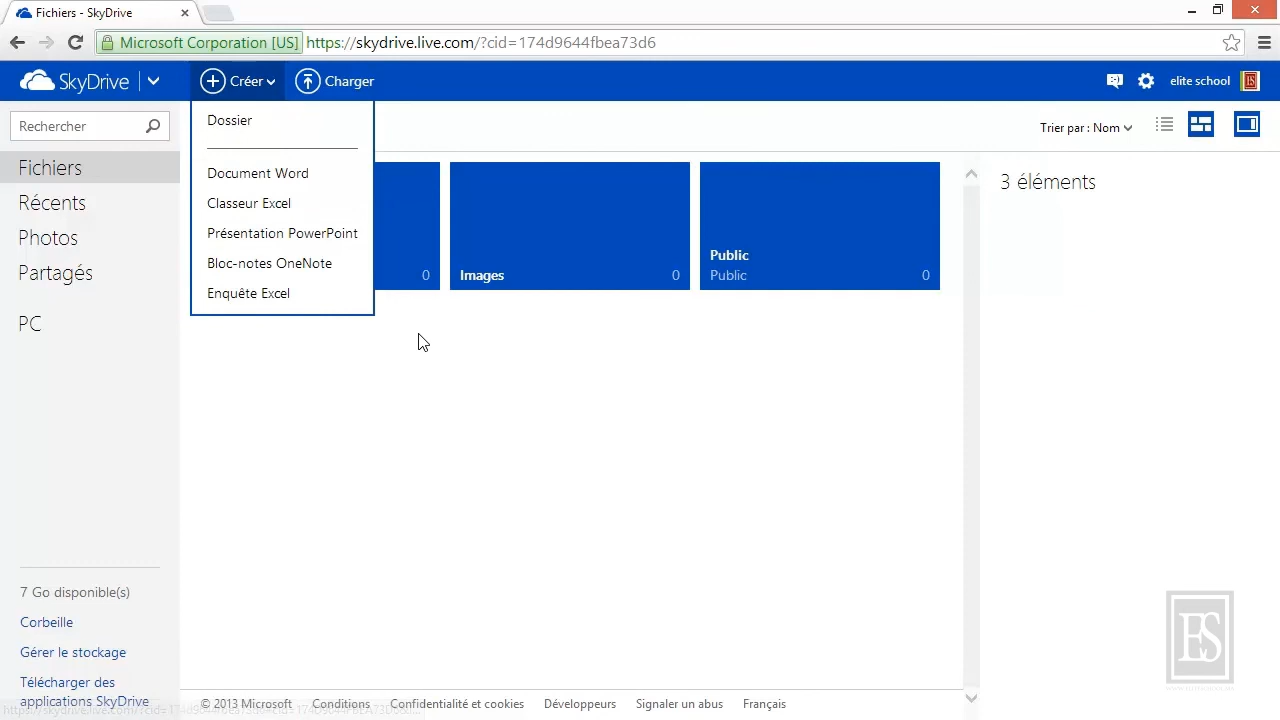 Fichiers - SkyDrive
Microsoft Corporation [US] https://skydrive.live.com/?cid=174d9644fbea73d6
SkyDrive Créer Charger elite school
Rechercher
Trier par : Nom
Fichiers
Récents
Photos
Partagés
PC
Dossier
Document Word
Classeur Excel
Présentation PowerPoint
Bloc-notes OneNote
Enquête Excel
0
Images 0
Public
Public 0
3 éléments
7 Go disponible(s)
Corbeille
Gérer le stockage
Télécharger des
applications SkyDrive
© 2013 Microsoft Conditions Confidentialité et cookies Développeurs Signaler un abus Français
ES